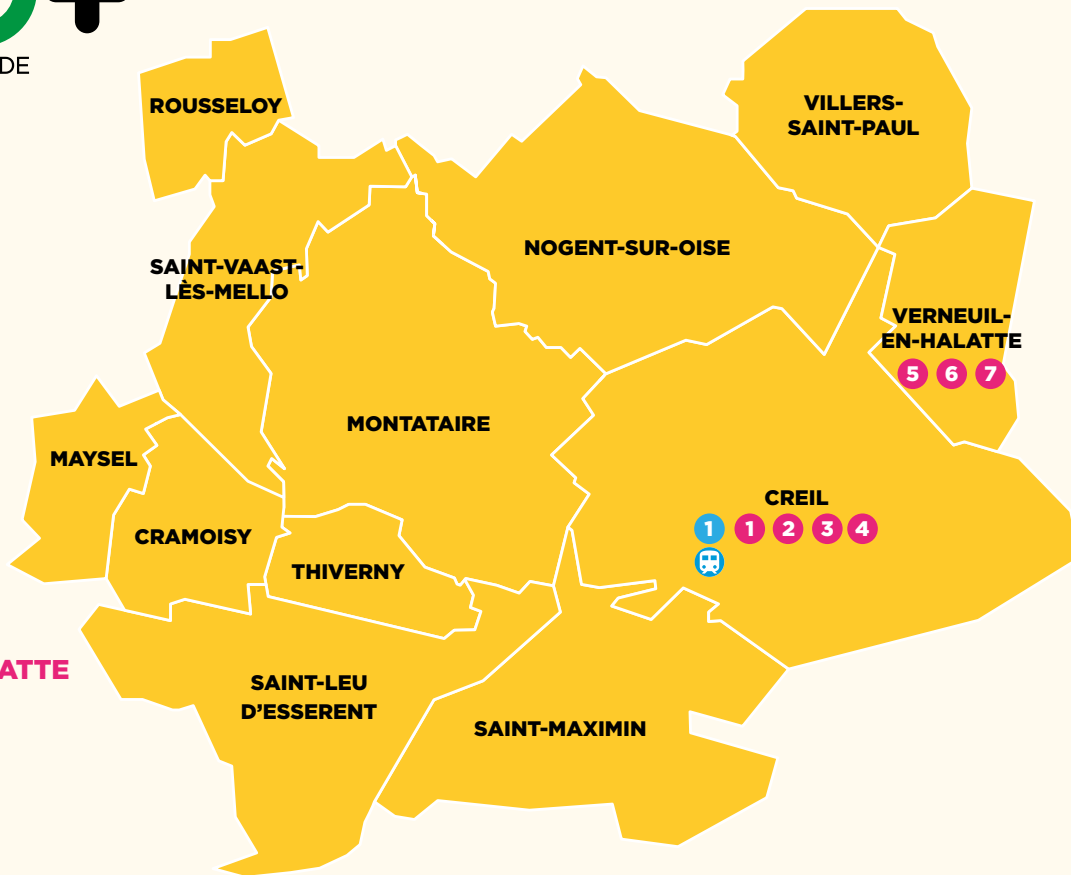 DE
ROUSSELOY
VILLERS-
SAINT-PAUL
NOGENT-SUR-OISE
SAINT-VAAST-
LÈS-MELLO
VERNEUIL-
EN-HALATTE
5 6 7
MONTATAIRE
MAYSEL
CREIL
1 1 2 3 4
CRAMOISY
THIVERNY
ATTE
SAINT-LEU
D'ESSERENT
SAINT-MAXIMIN